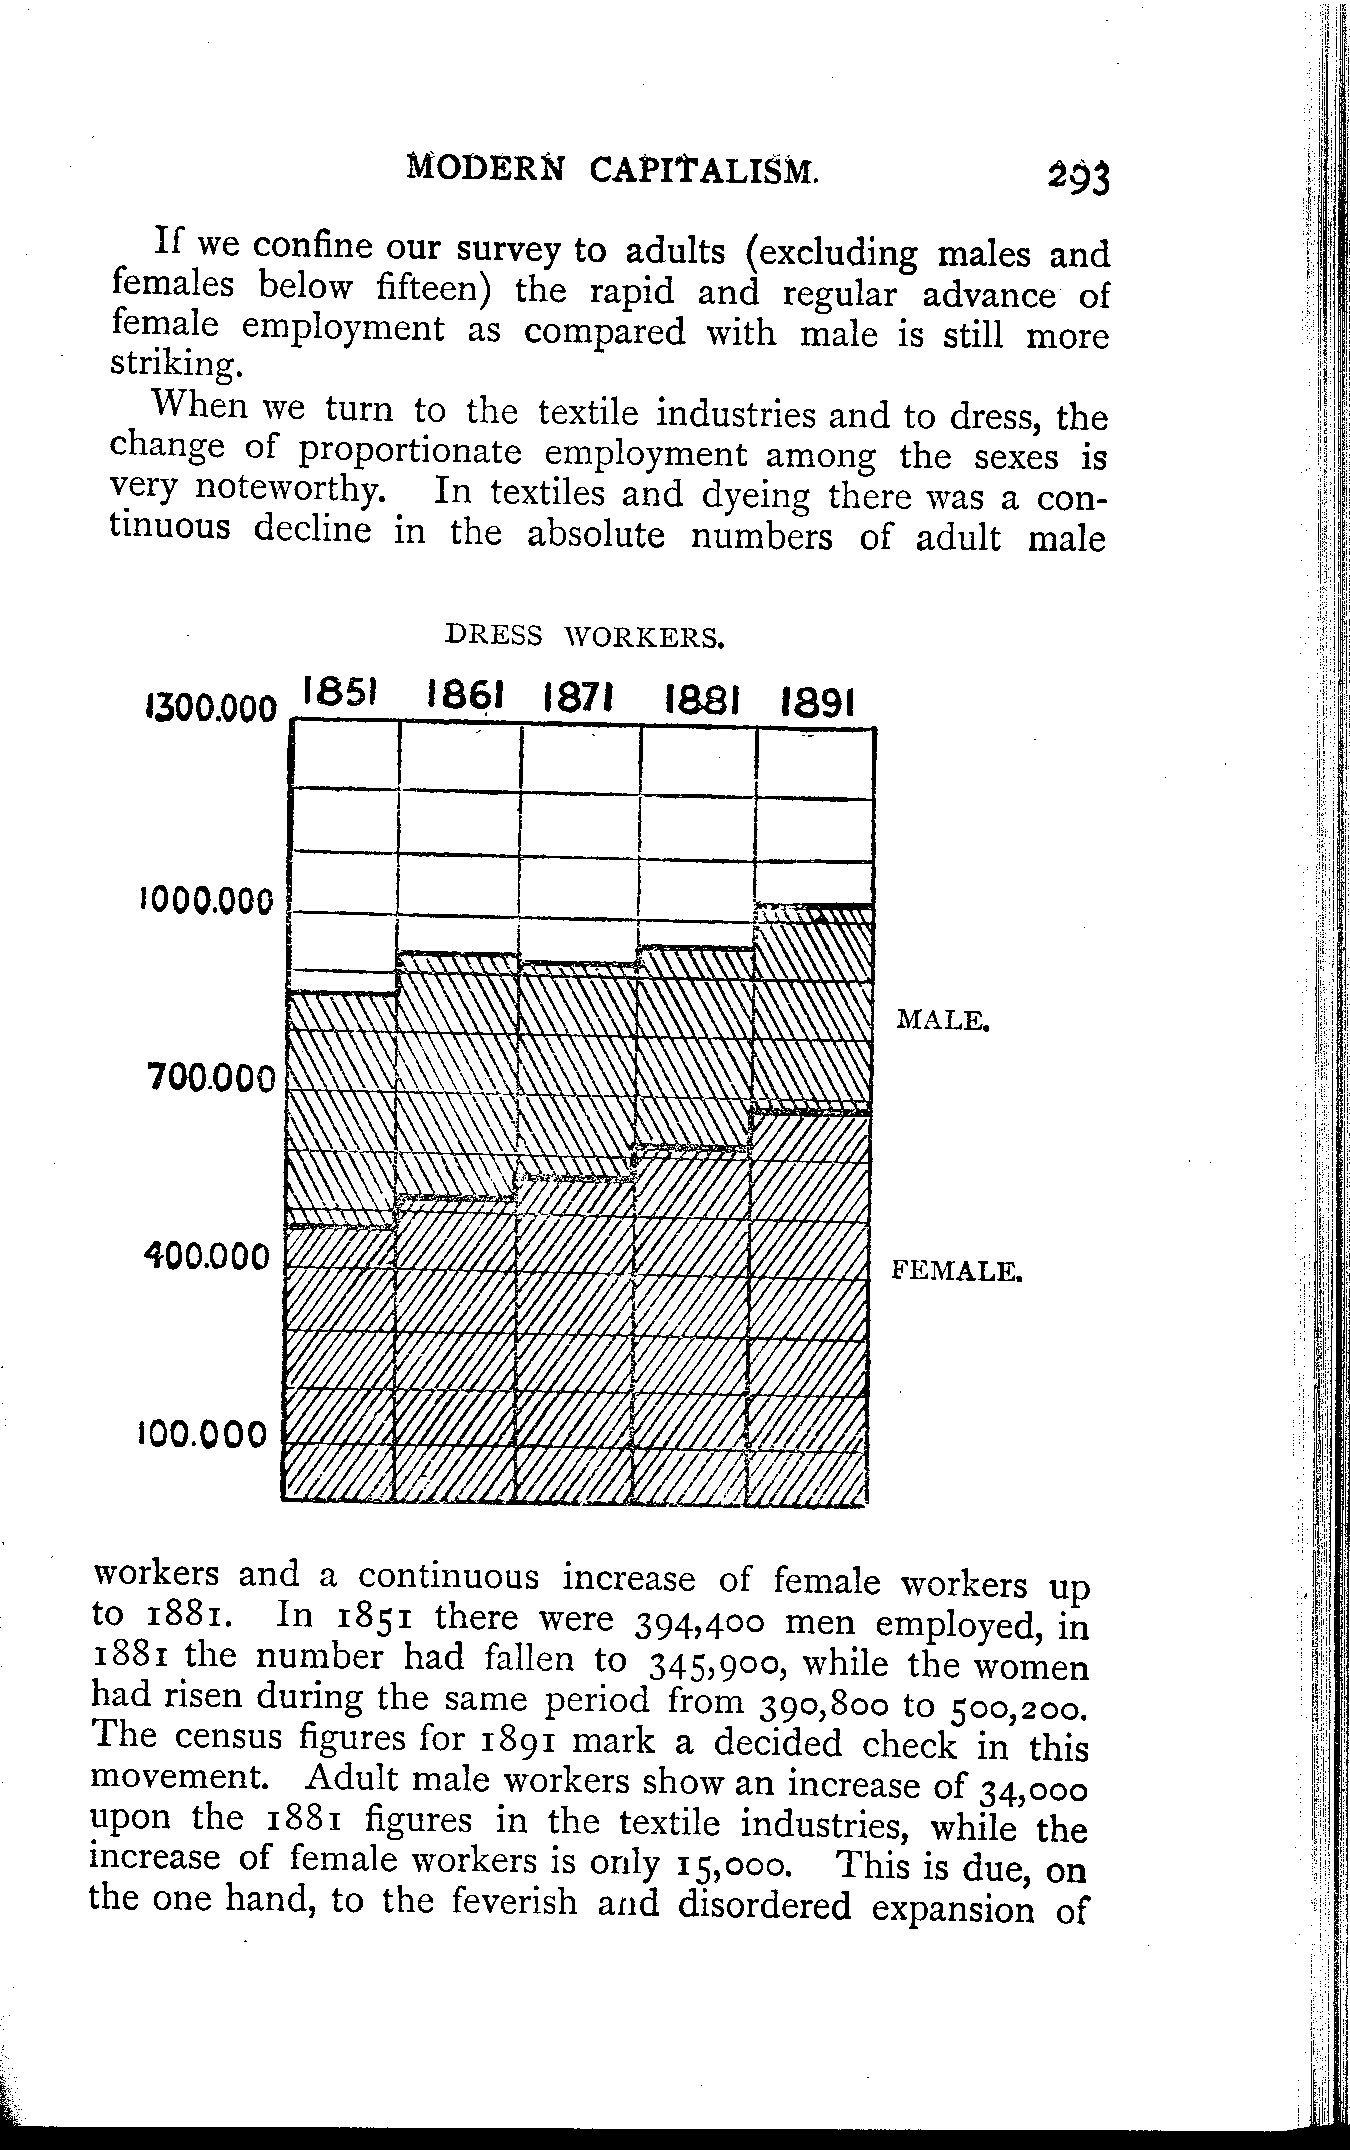 MODERN CAPITALISM. 293
If we confine our survey to adults (excluding males and
females below fifteen) the rapid and regular advance of
female employment as compared with male is still more
striking.
When we turn to the textile industries and to dress, the
change of proportionate employment among the sexes is
very noteworthy. In textiles and dyeing there was a con-
tinuous decline in the absolute numbers of adult male
DRESS WORKERS.
1851 1861 1871 1881 1891
1300.000
1000.000
700.000
400.000
100.000
MALE.
FEMALE.
workers and a continuous increase of female workers up
to 1881. In 1851 there were 394,400 men employed, in
1881 the number had fallen to 345,900, while the women
had risen during the same period from 390,800 to 500,200.
The census figures for 1891 mark a decided check in this
movement. Adult male workers show an increase of 34,000
upon the 1881 figures in the textile industries, while the
increase of female workers is only 15,000. This is due, on
the one hand, to the feverish and disordered expansion of